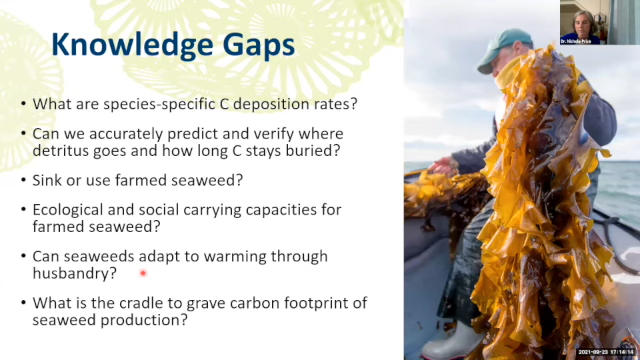 Knowledge Gaps
• What are species-specific C deposition rates?
• Can we accurately predict and verify where
detritus goes and how long C stays buried?
• Sink or use farmed seaweed?
• Ecological and social carrying capacities for
farmed seaweed?
• Can seaweeds adapt to warming through
husbandry?
• What is the cradle to grave carbon footprint of
seaweed production?
Dr. Nichole Price
2021-09-23 17:14:14